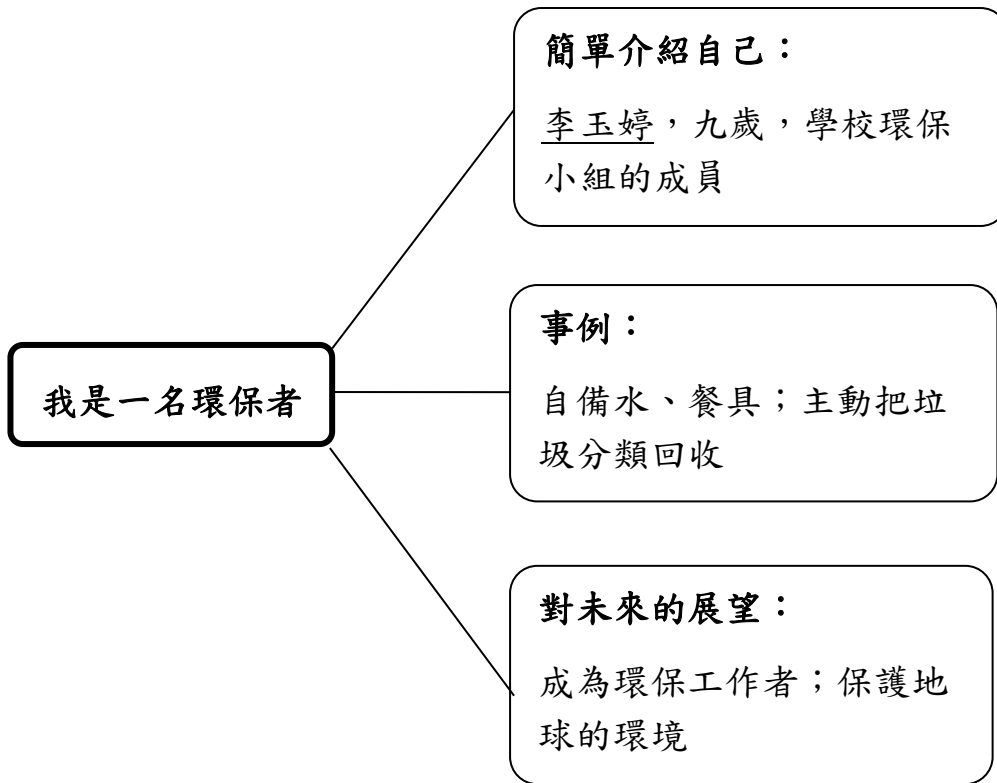 簡單介紹自己：
李玉婷，九歲，學校環保
小組的成員
我是一名環保者
事例：
自備水、餐具；主動把垃
圾分類回收
對未來的展望：
成為環保工作者；保護地
球的環境